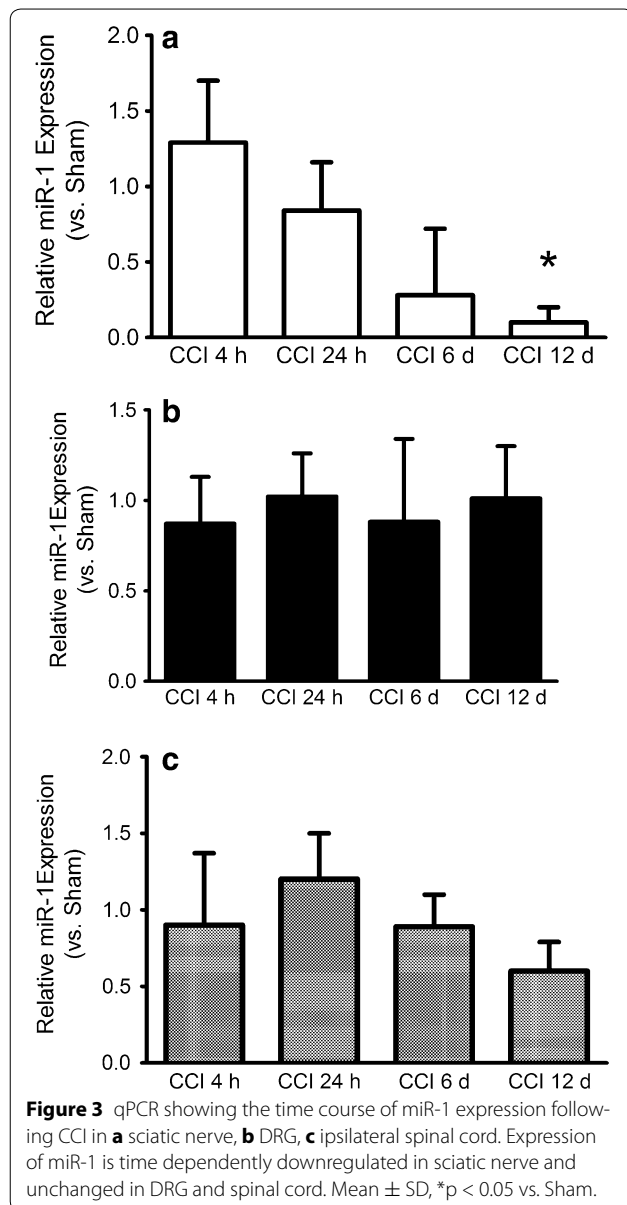 a
2.0
1.5
1.0
0.5
0.0
Relative miR-1 Expression
(vs. Sham)
*
CCI 4 h CCI 24 h CCI 6 d CCI 12 d
b
1.5
1.0
0.5
0.0
Relative miR-1Expression
(vs. Sham)
CCI 4 h CCI 24 h CCI 6 d CCI 12 d
c
2.0
1.5
1.0
0.5
0.0
Relative miR-1Expression
(vs. Sham)
CCI 4 h CCI 24 h CCI 6 d CCI 12 d
Figure 3 qPCR showing the time course of miR-1 expression follow-
ing CCI in a sciatic nerve, b DRG, c ipsilateral spinal cord. Expression
of miR-1 is time dependently downregulated in sciatic nerve and
unchanged in DRG and spinal cord. Mean ± SD, *p < 0.05 vs. Sham.